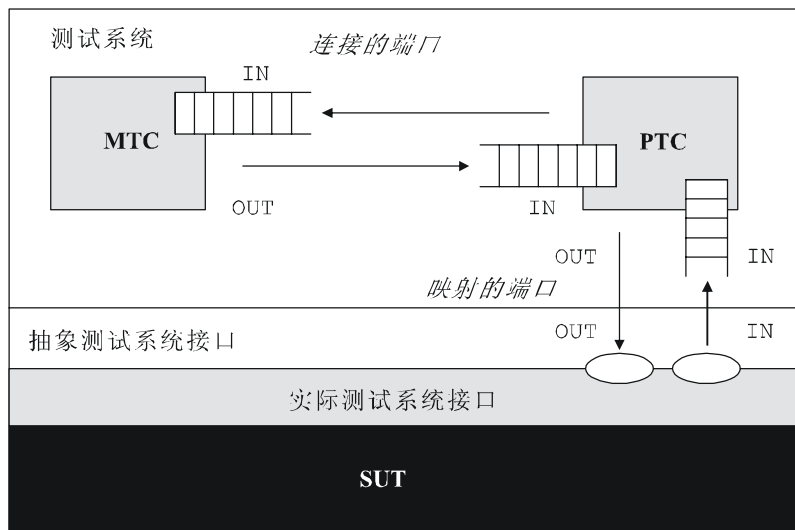 测试系统
连接的端口
IN
MTC
PTC
OUT
IN
OUT
IN
映射的端口
OUT
IN
抽象测试系统接口
实际测试系统接口
SUT